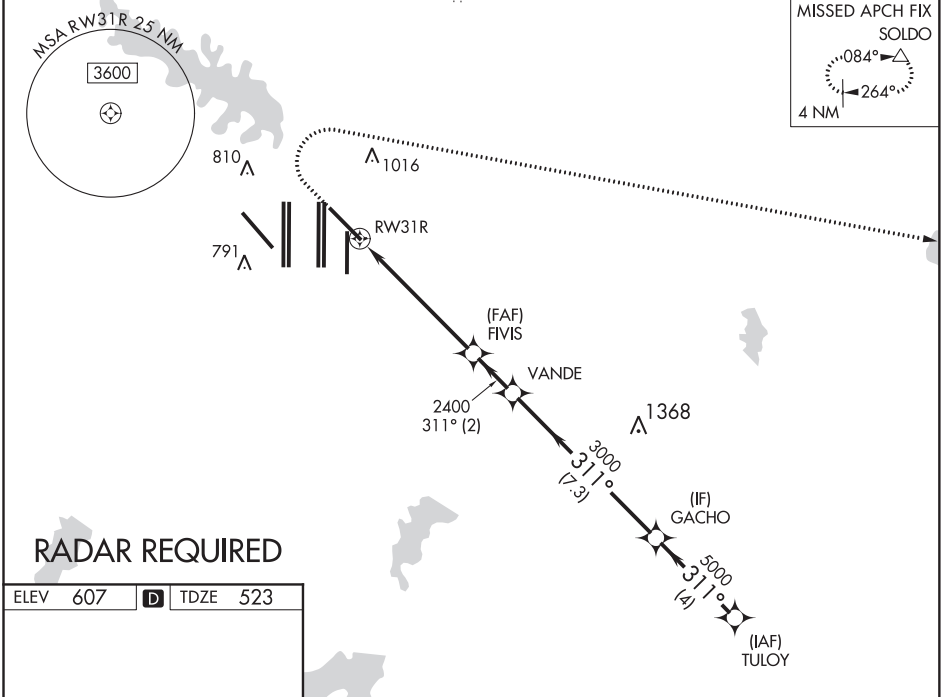 MSA RW31R 25 NM
3600
MISSED APCH FIX
SOLDO
084°
264°
4 NM
810
1016
791
RW31R
(FAF)
FIVIS
VANDE
2400
311° (2)
1368
3000
311°
(7.3)
(IF)
GACHO
5000
311°
(4)
(IAF)
TULOY
RADAR REQUIRED
ELEV 607 D TDZE 523